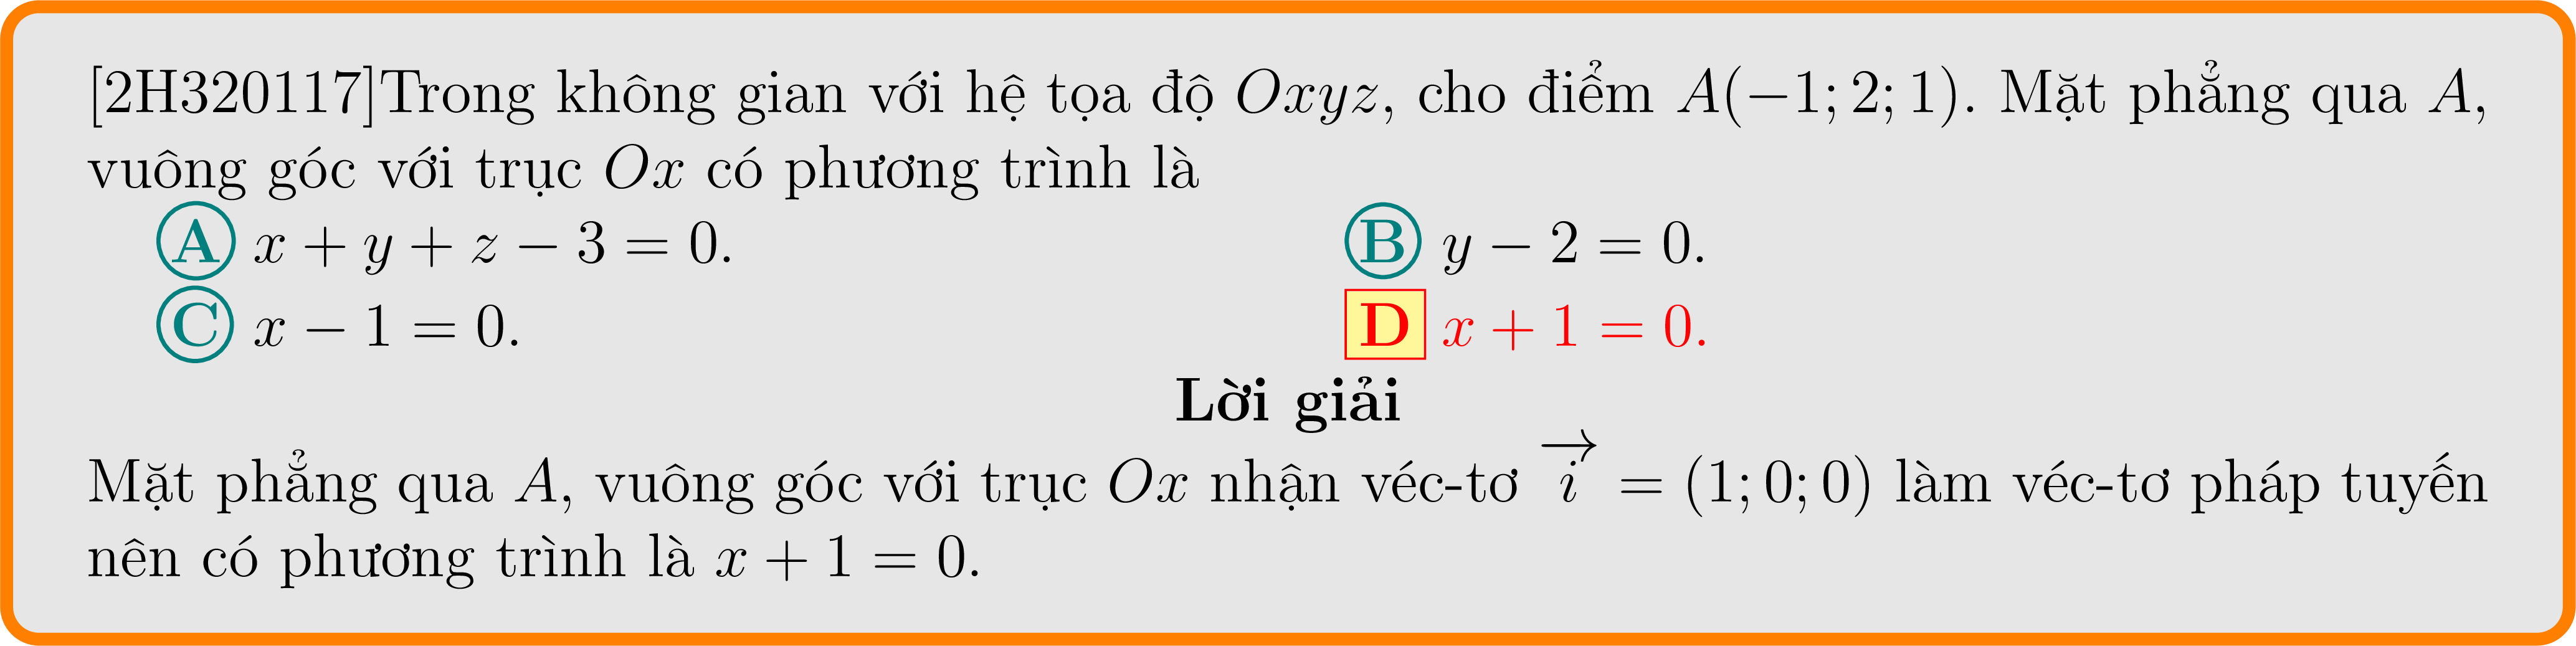 [2H320117]Trong không gian với hệ tọa độ Oxyz, cho điểm A(−1; 2; 1). Mặt phẳng qua A,
vuông góc với trục Ox có phương trình là
A x + y + z − 3 = 0.
B y − 2 = 0.
C x − 1 = 0.
D x + 1 = 0.
Lời giải
Mặt phẳng qua A, vuông góc với trục Ox nhận véc-tơ \overrightarrow{i} = (1; 0; 0) làm véc-tơ pháp tuyến
nên có phương trình là x + 1 = 0.